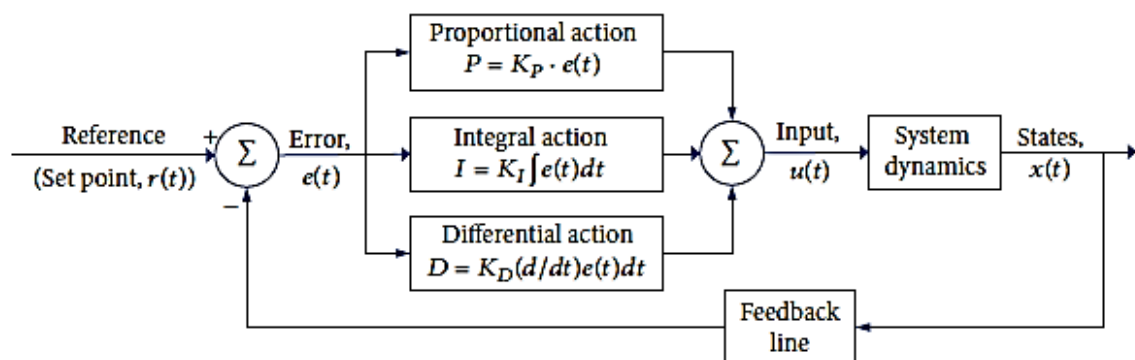 Proportional action
P = K_P · e(t)
Reference
(Set point, r(t))
+
−
Σ
Error,
e(t)
Integral action
I = K_I ∫ e(t)dt
Differential action
D = K_D(d/dt)e(t)dt
Σ
Input,
u(t)
System
dynamics
States,
x(t)
Feedback
line